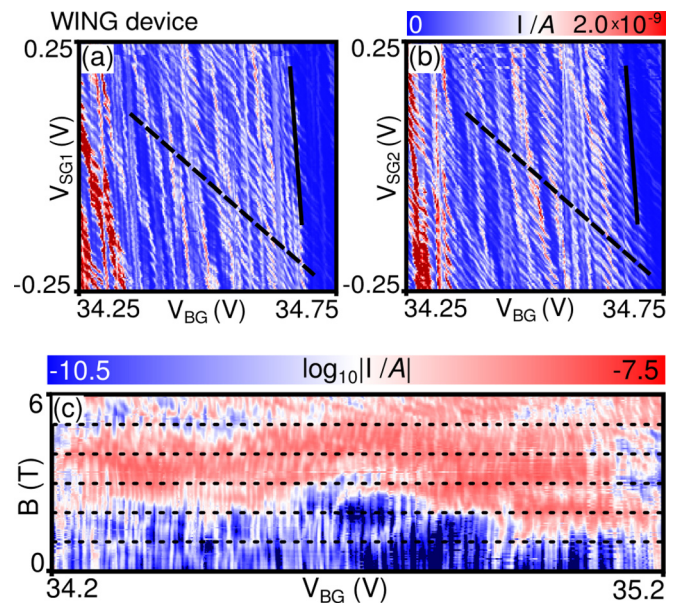 WING device
0 I/A 2.0×10⁻⁹
0.25 (a) 0.25 (b)
V_SG1 (V) V_SG2 (V)
-0.25 -0.25
34.25 V_BG (V) 34.75 34.25 V_BG (V) 34.75
-10.5 log₁₀|I/A| -7.5
6 (c)
B (T)
0
34.2 V_BG (V) 35.2